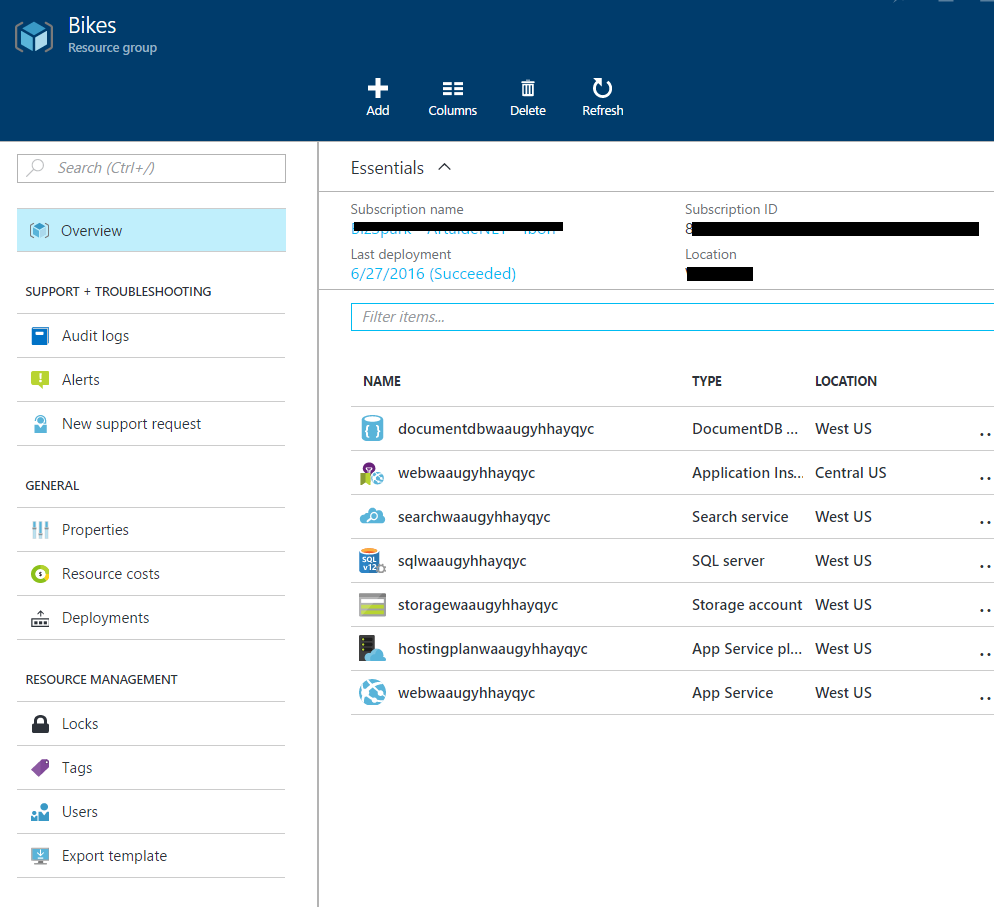 Bikes
Resource group
Add
Columns
Delete
Refresh
Search (Ctrl+/)
Overview
SUPPORT + TROUBLESHOOTING
Audit logs
Alerts
New support request
GENERAL
Properties
Resource costs
Deployments
RESOURCE MANAGEMENT
Locks
Tags
Users
Export template
Essentials
Subscription name
Subscription ID
8
Last deployment
Location
6/27/2016 (Succeeded)
Filter items...
NAME TYPE LOCATION
documentdbwaaugyhhayqyc DocumentDB ... West US ..
webwaaugyhhayqyc Application Ins... Central US ..
searchwaaugyhhayqyc Search service West US ..
SQL v12 sqlwaaugyhhayqyc SQL server West US ..
storagewaaugyhhayqyc Storage account West US ..
hostingplanwaaugyhhayqyc App Service pl... West US ..
webwaaugyhhayqyc App Service West US ..